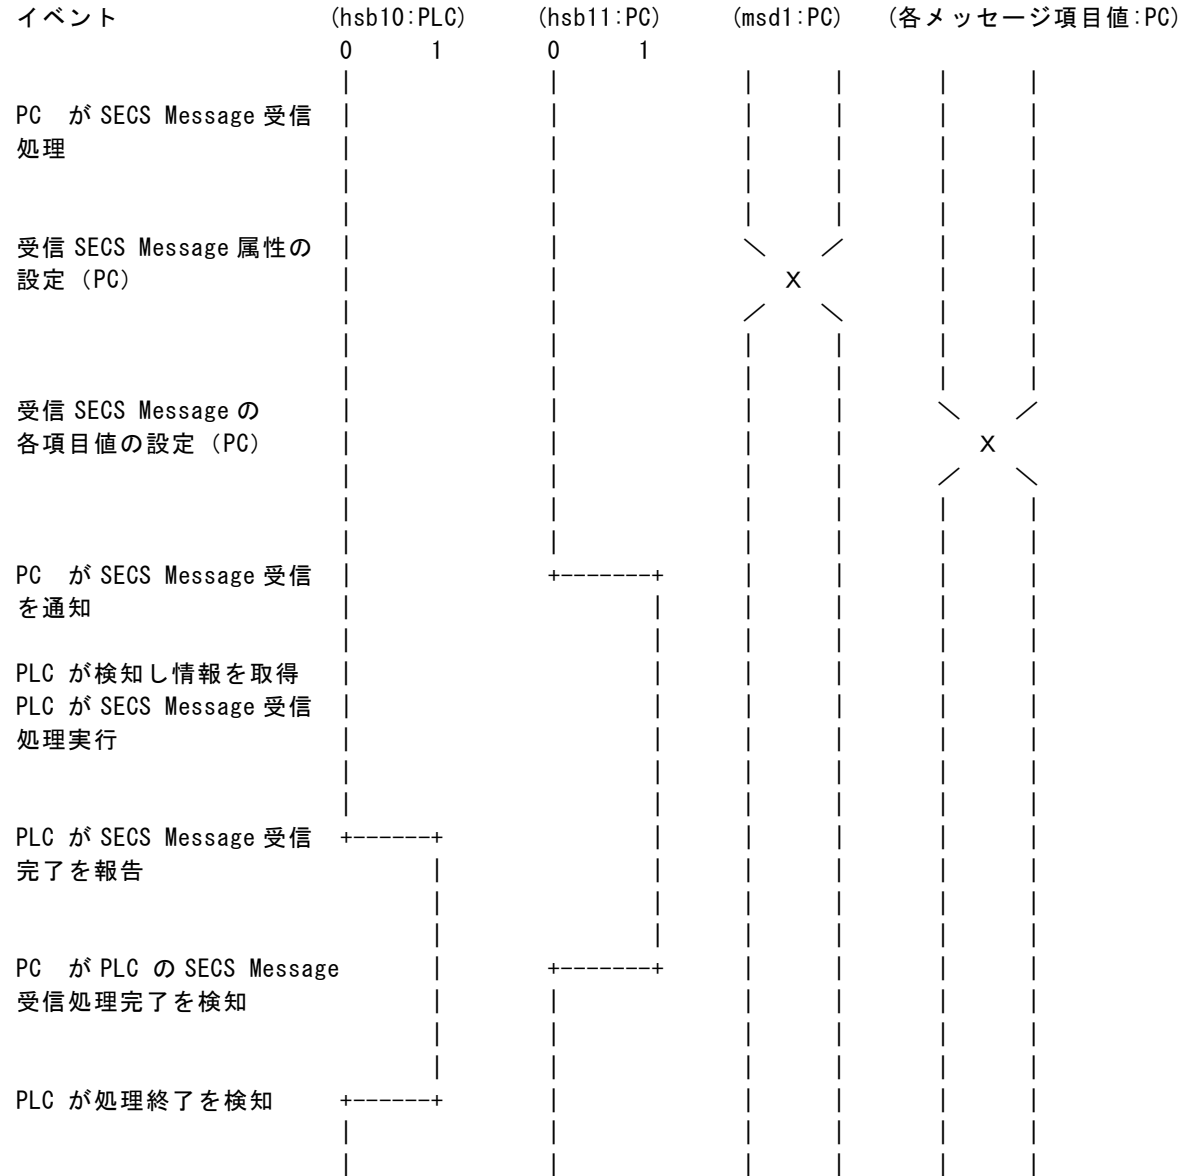 イベント (hsb10:PLC) (hsb11:PC) (msd1:PC) (各メッセージ項目値:PC)
0 1 0 1
PC が SECS Message 受信
処理
受信 SECS Message 属性の
設定（PC）
X
受信 SECS Message の
各項目値の設定（PC）
X
PC が SECS Message 受信
を通知
PLC が検知し情報を取得
PLC が SECS Message 受信
処理実行
PLC が SECS Message 受信
完了を報告
PC が PLC の SECS Message
受信処理完了を検知
PLC が処理終了を検知